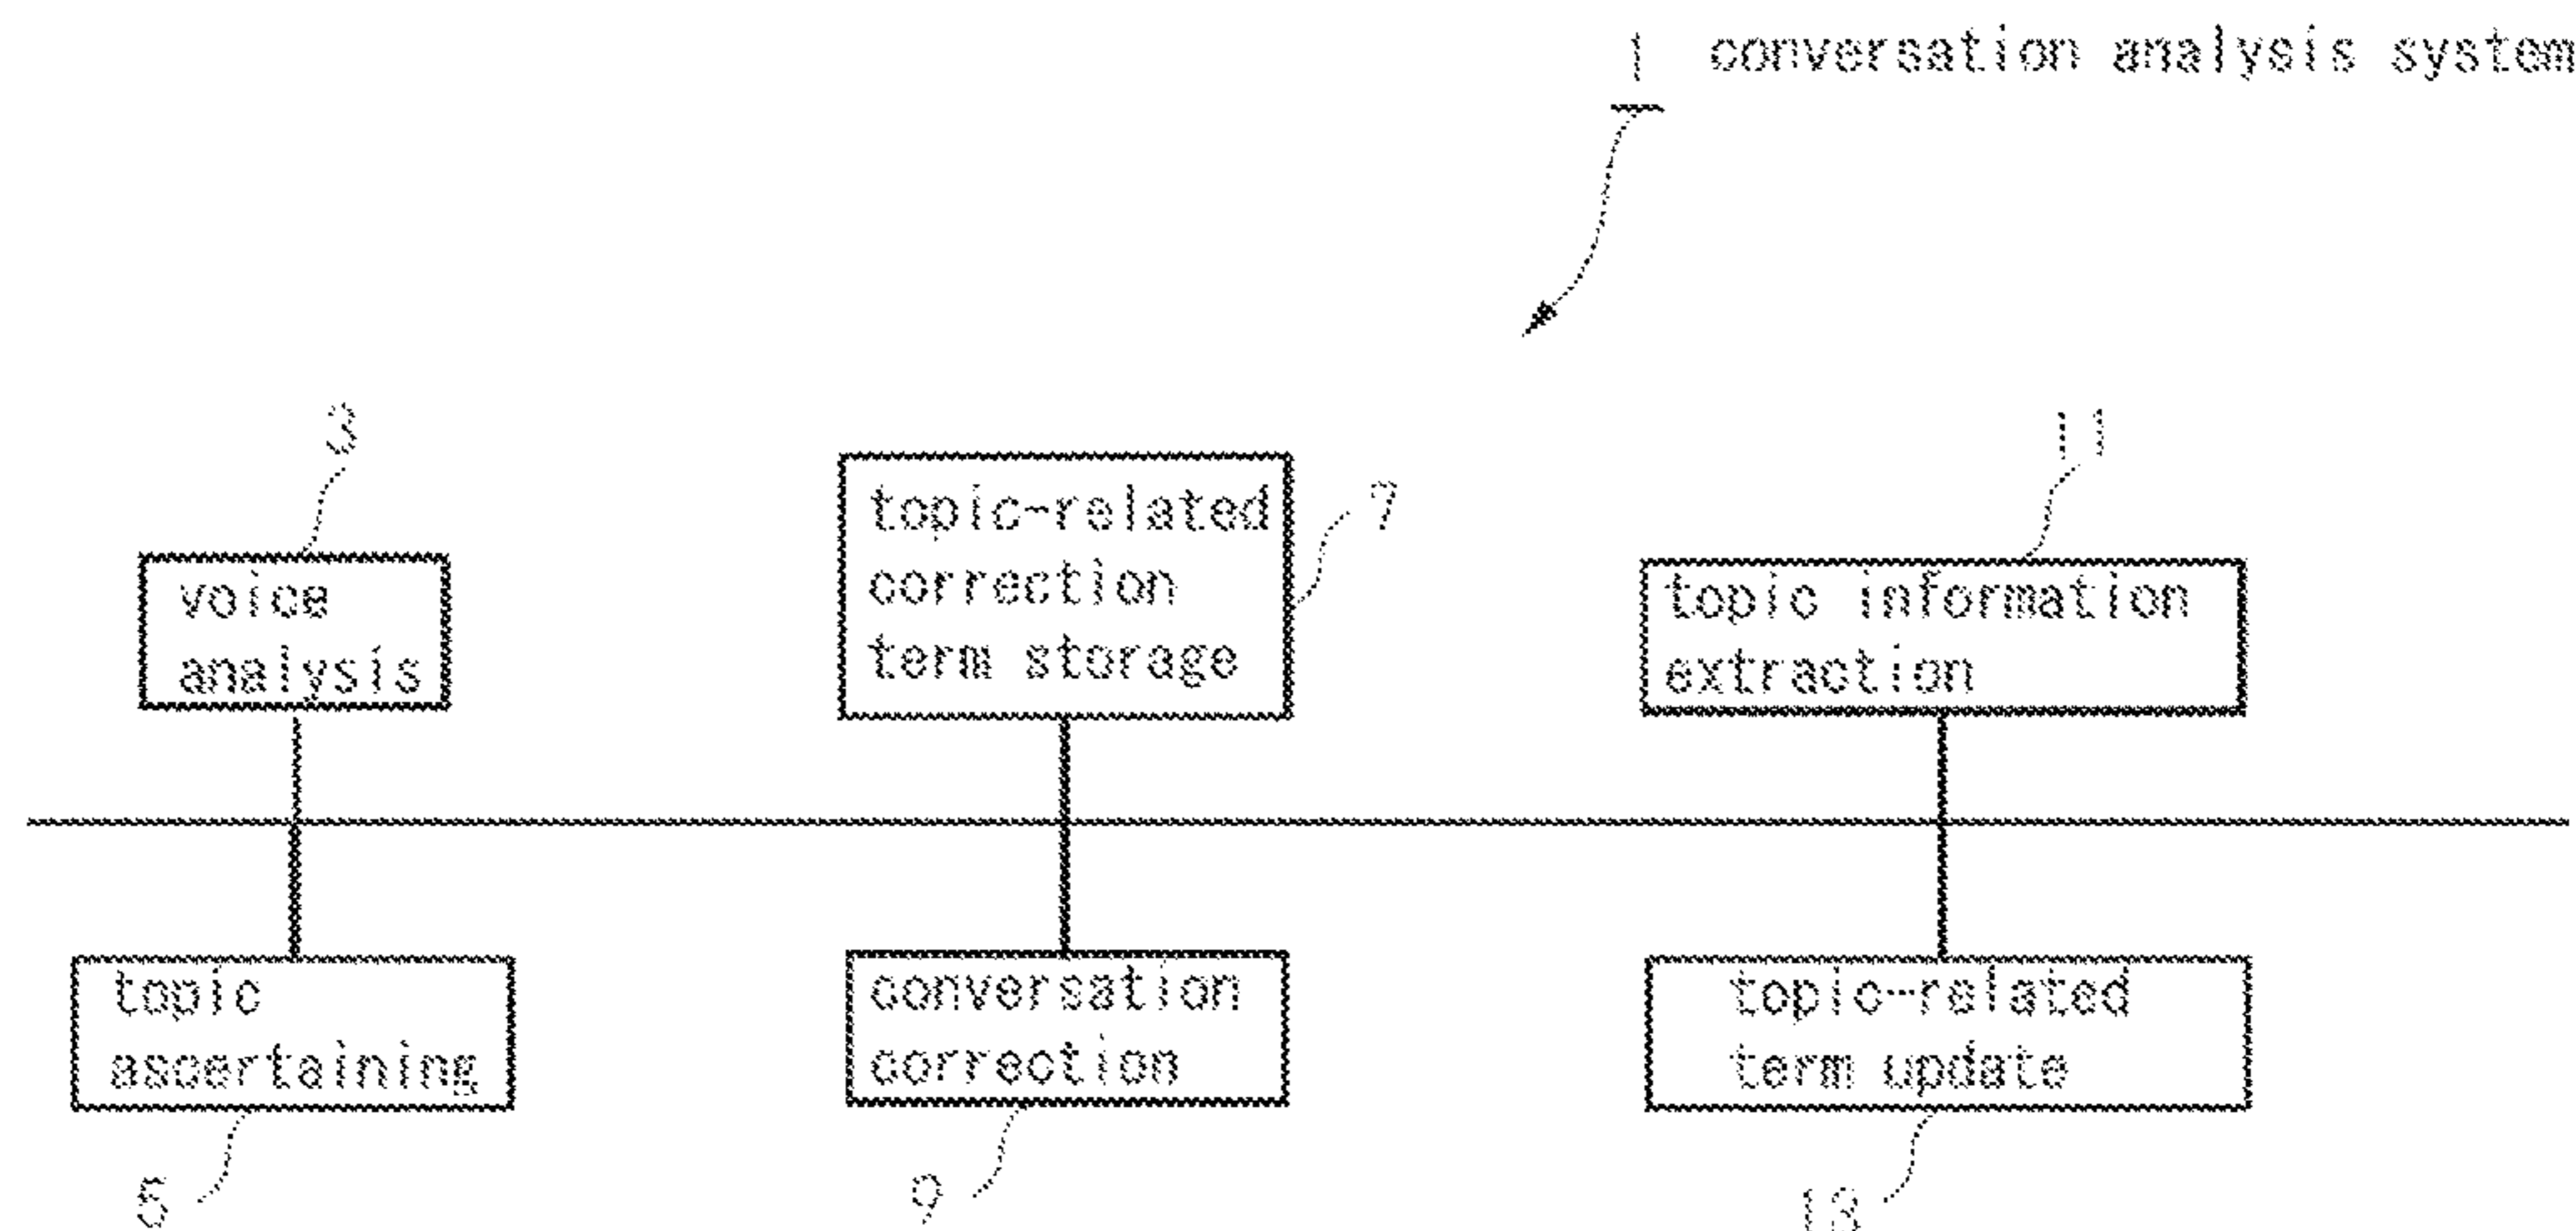 1 conversation analysis system
3
voice
analysis
topic-related
correction
term storage
7
11
topic information
extraction
topic
ascertaining
5
conversation
correction
9
topic-related
term update
13